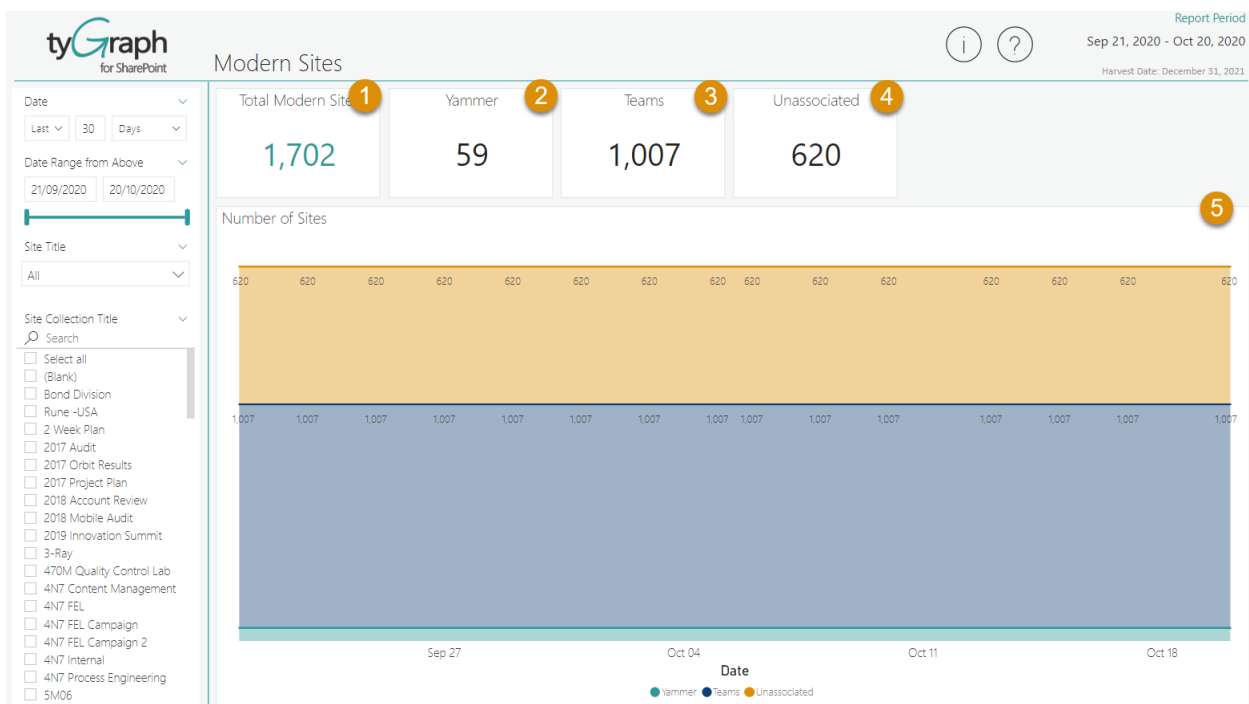 tyGraph
for SharePoint
Modern Sites
i
?
Report Period
Sep 21, 2020 - Oct 20, 2020
Harvest Date: December 31, 2021
Date
Last 30 Days
Date Range from Above
21/09/2020 20/10/2020
Site Title
All
Site Collection Title
Search
Select all
(Blank)
Bond Division
Rune -USA
2 Week Plan
2017 Audit
2017 Orbit Results
2017 Project Plan
2018 Account Review
2018 Mobile Audit
2019 Innovation Summit
3-Ray
470M Quality Control Lab
4N7 Content Management
4N7 FEL
4N7 FEL Campaign
4N7 FEL Campaign 2
4N7 Internal
4N7 Process Engineering
5M06
Total Modern Site 1
1,702
Yammer 2
59
Teams 3
1,007
Unassociated 4
620
Number of Sites
5
620 620 620 620 620 620 620 620 620 620 620 620 620 620 620
1,007 1,007 1,007 1,007 1,007 1,007 1,007 1,007 1,007 1,007 1,007 1,007 1,007 1,007 1,007
Sep 27 Oct 04 Oct 11 Oct 18
Date
Yammer Teams Unassociated